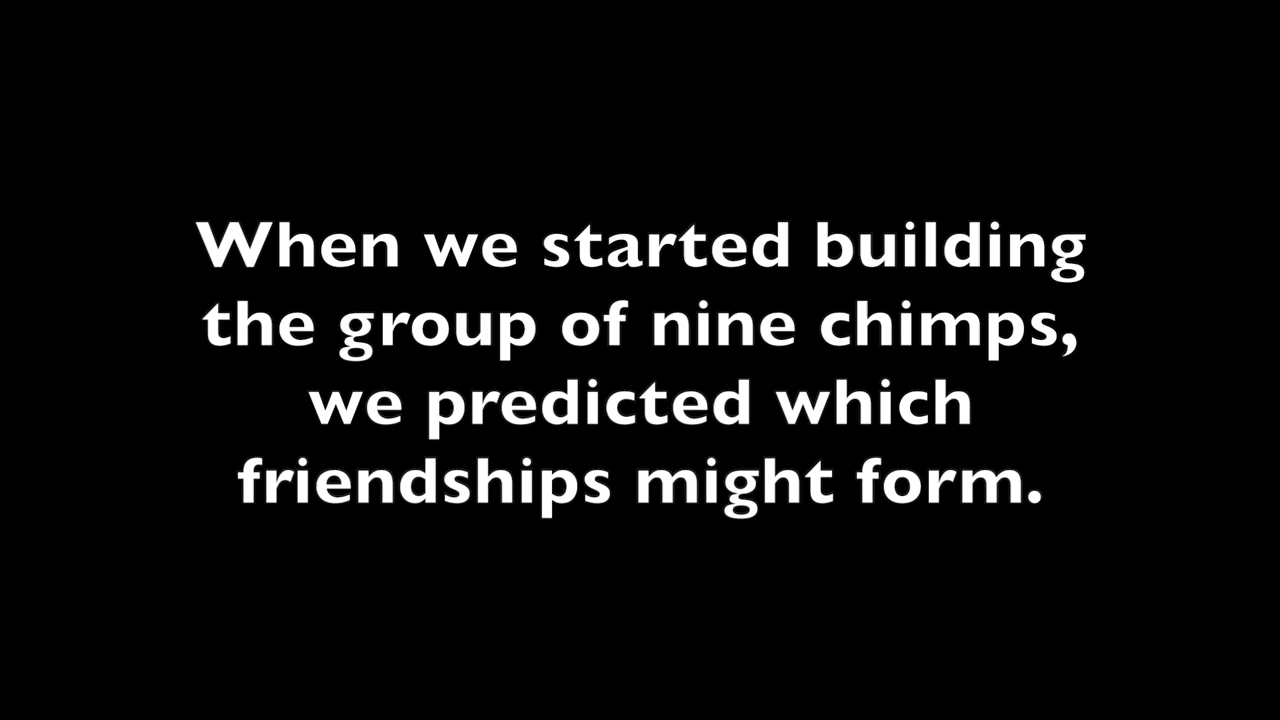 When we started building
the group of nine chimps,
we predicted which
friendships might form.